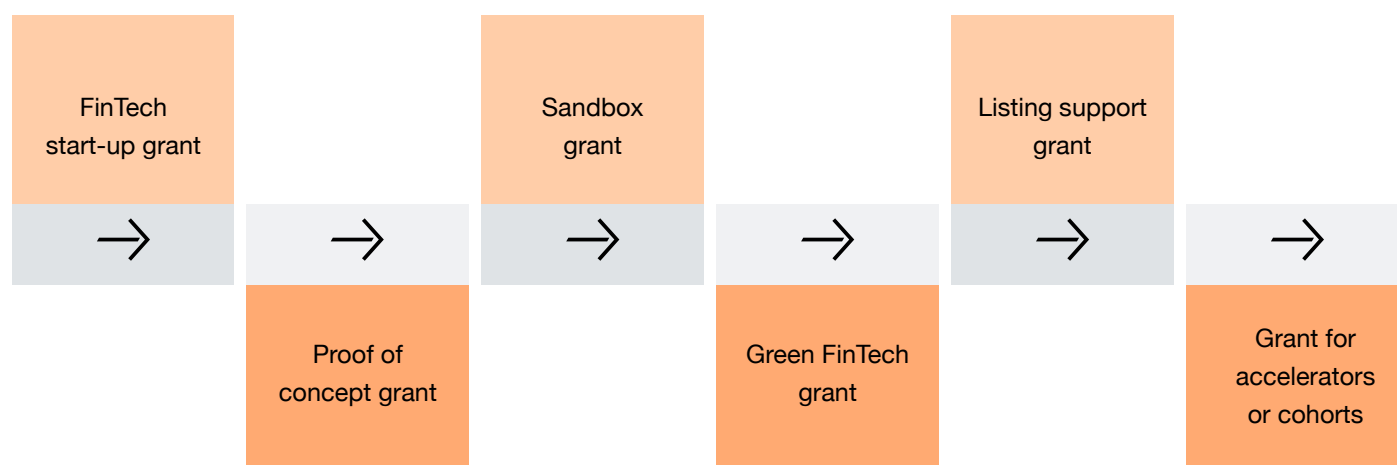 FinTech
start-up grant
Proof of
concept grant
Sandbox
grant
Green FinTech
grant
Listing support
grant
Grant for
accelerators
or cohorts